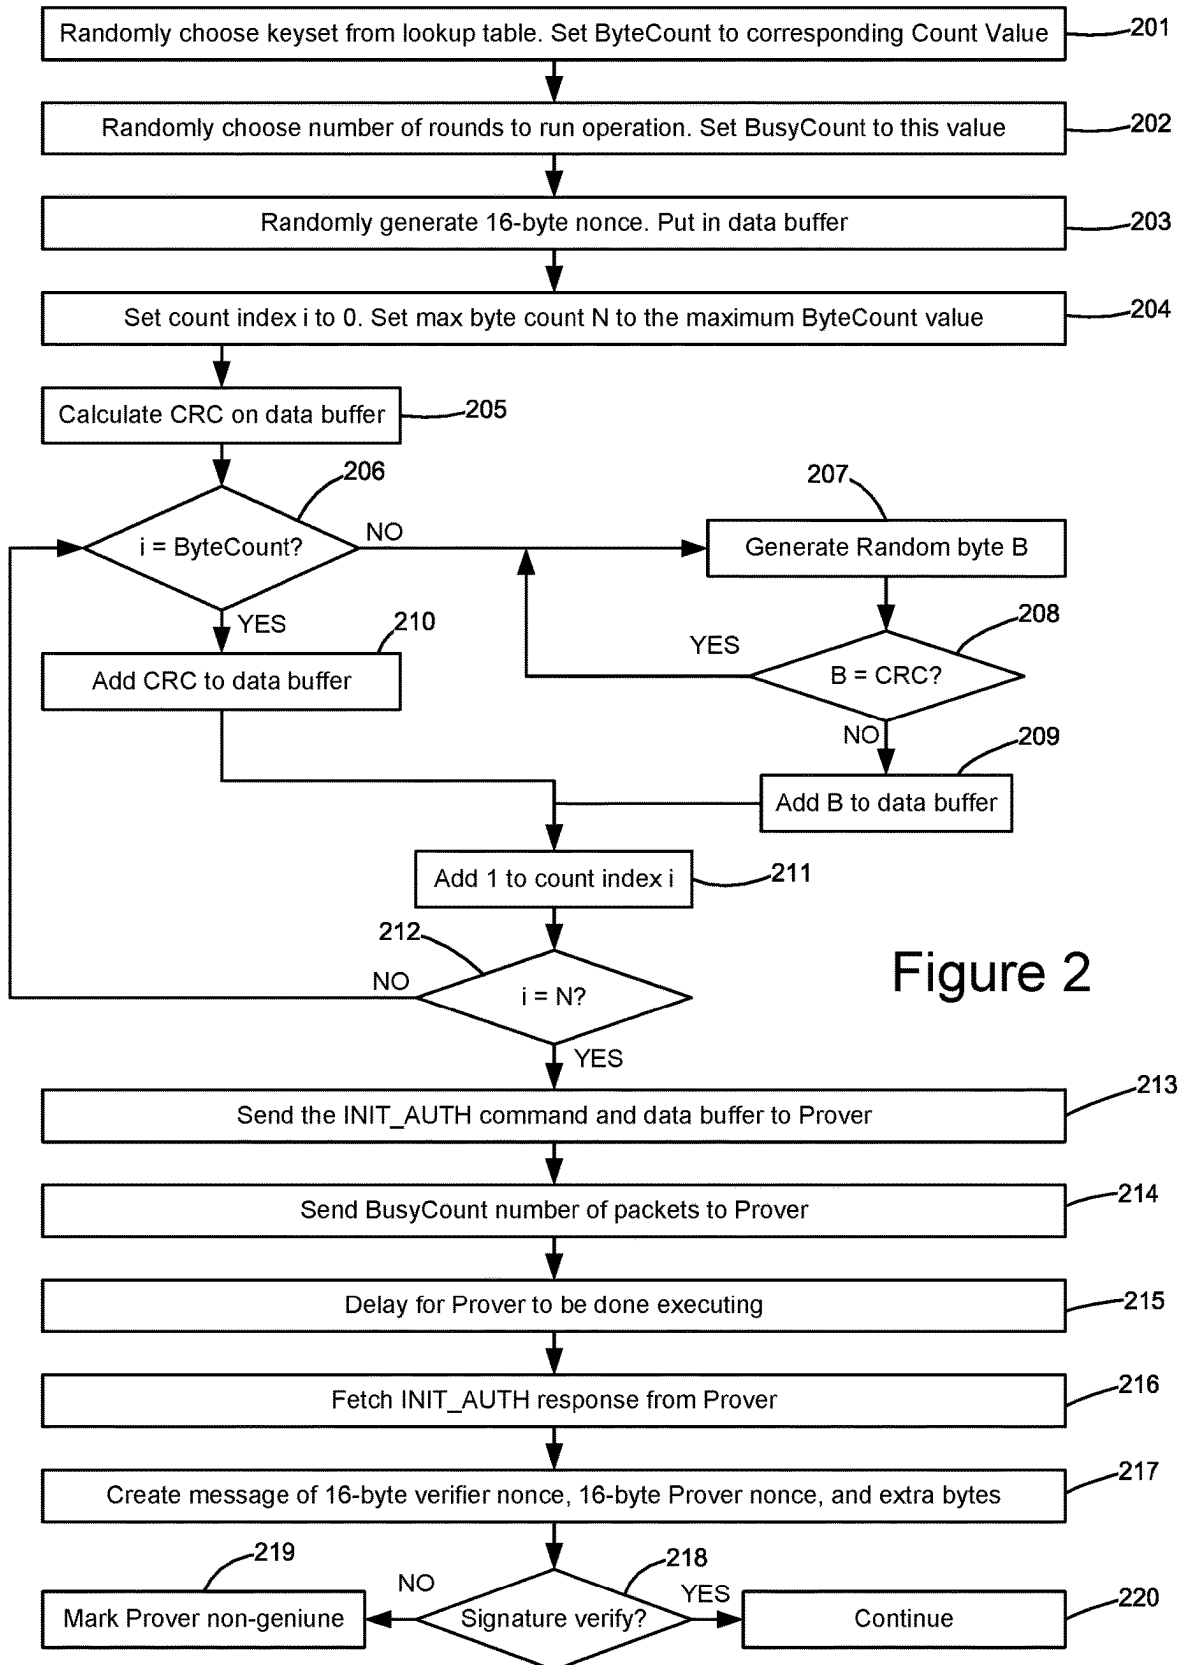 Randomly choose keyset from lookup table. Set ByteCount to corresponding Count Value
201
Randomly choose number of rounds to run operation. Set BusyCount to this value
202
Randomly generate 16-byte nonce. Put in data buffer
203
Set count index i to 0. Set max byte count N to the maximum ByteCount value
204
Calculate CRC on data buffer
205
206
i = ByteCount?
NO
207
Generate Random byte B
YES
210
Add CRC to data buffer
208
YES
B = CRC?
NO
209
Add B to data buffer
Add 1 to count index i
211
212
NO
i = N?
Figure 2
YES
213
Send the INIT_AUTH command and data buffer to Prover
214
Send BusyCount number of packets to Prover
Delay for Prover to be done executing
215
216
Fetch INIT_AUTH response from Prover
217
Create message of 16-byte verifier nonce, 16-byte Prover nonce, and extra bytes
219
218
NO
YES
Mark Prover non-geniune
Signature verify?
Continue
220